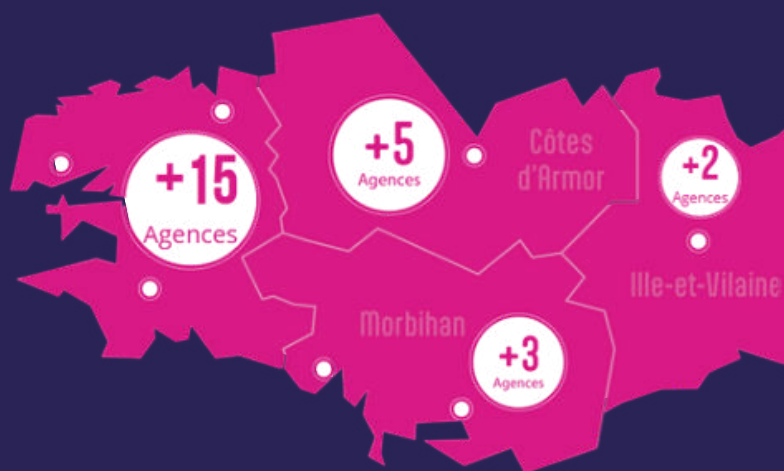 +15
Agences
+5
Agences
Côtes
d'Armor
+2
Agences
Ille-et-Vilaine
Morbihan
+3
Agences